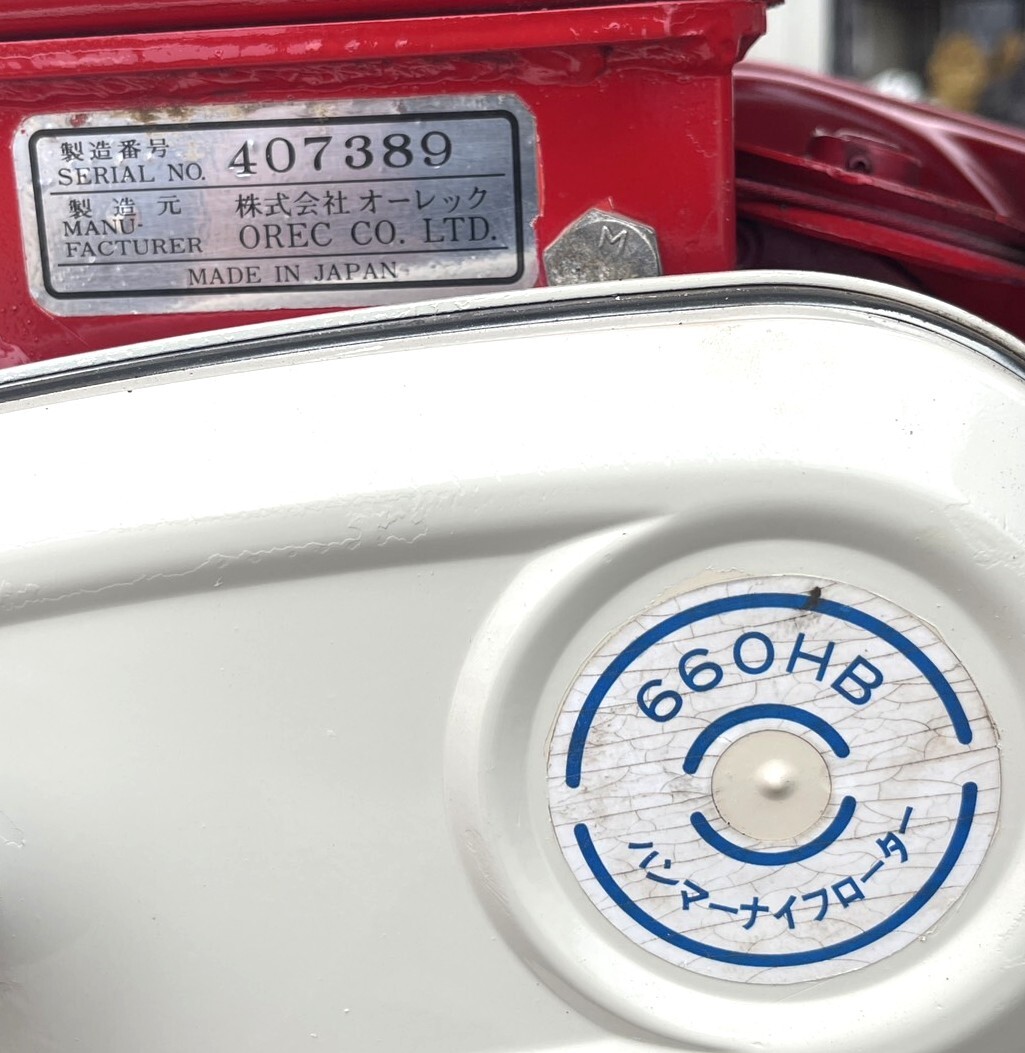 製造番号
SERIAL NO. 407389
製造元
MANU-
FACTURER
株式会社 オーレック
OREC CO. LTD.
MADE IN JAPAN
M
660HB
ハンマーナイフローター